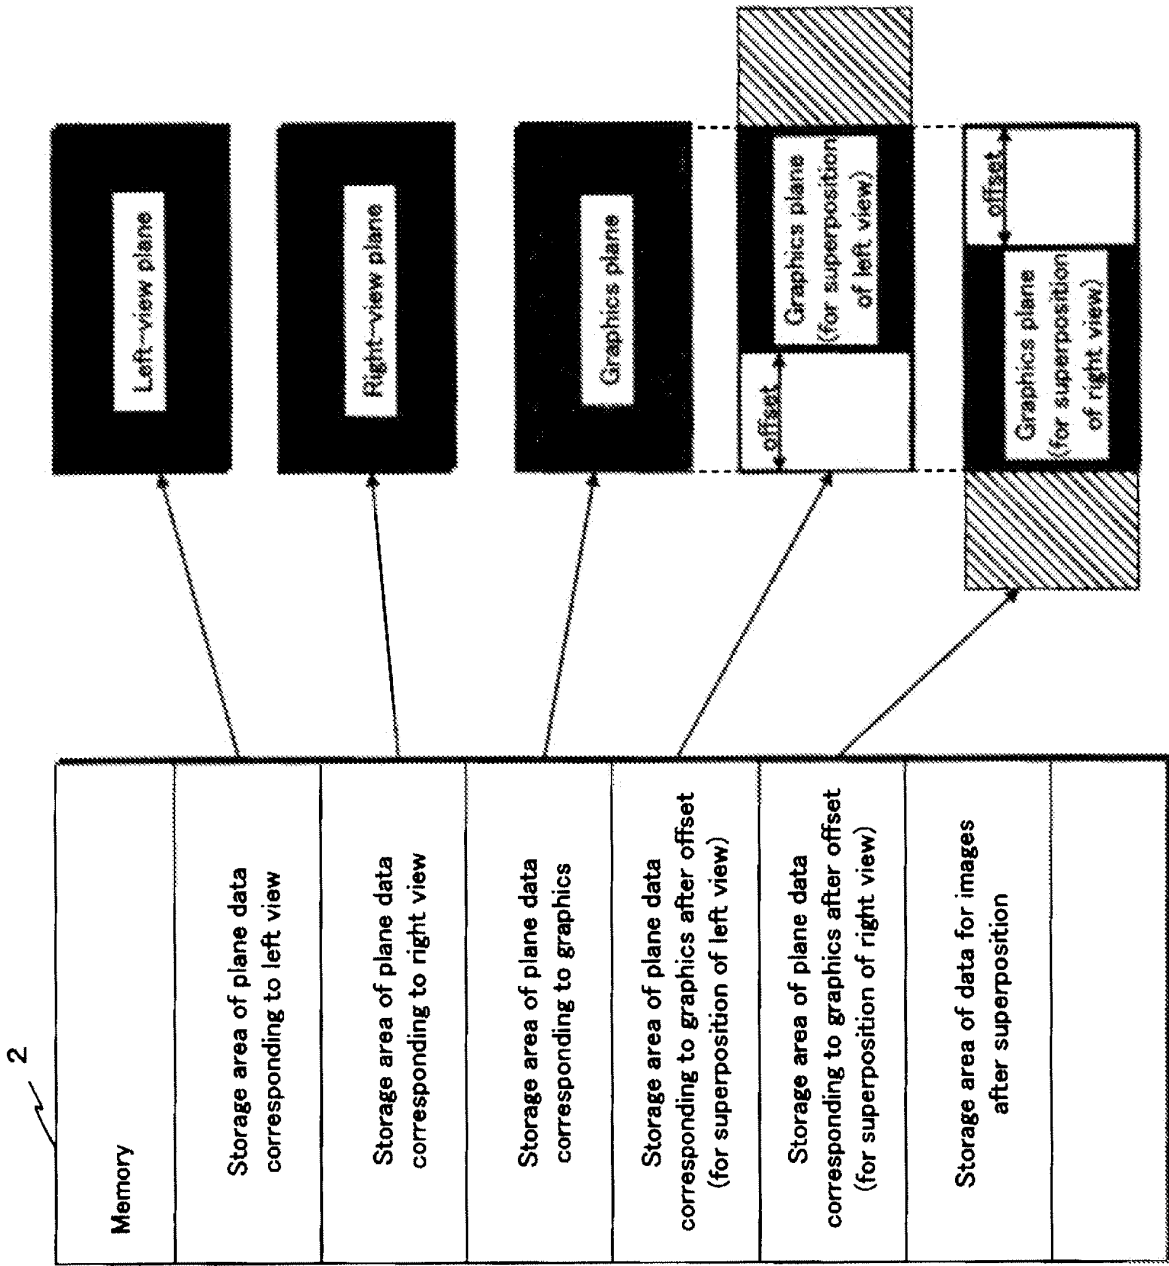 2
Memory
Storage area of plane data
corresponding to left view
Storage area of plane data
corresponding to right view
Storage area of plane data
corresponding to graphics
Storage area of plane data
corresponding to graphics after offset
(for superposition of left view)
Storage area of plane data
corresponding to graphics after offset
(for superposition of right view)
Storage area of data for images
after superposition
Left-view plane
Right-view plane
Graphics plane
offset
Graphics plane
(for superposition
of left view)
Graphics plane
(for superposition
of right view)
offset